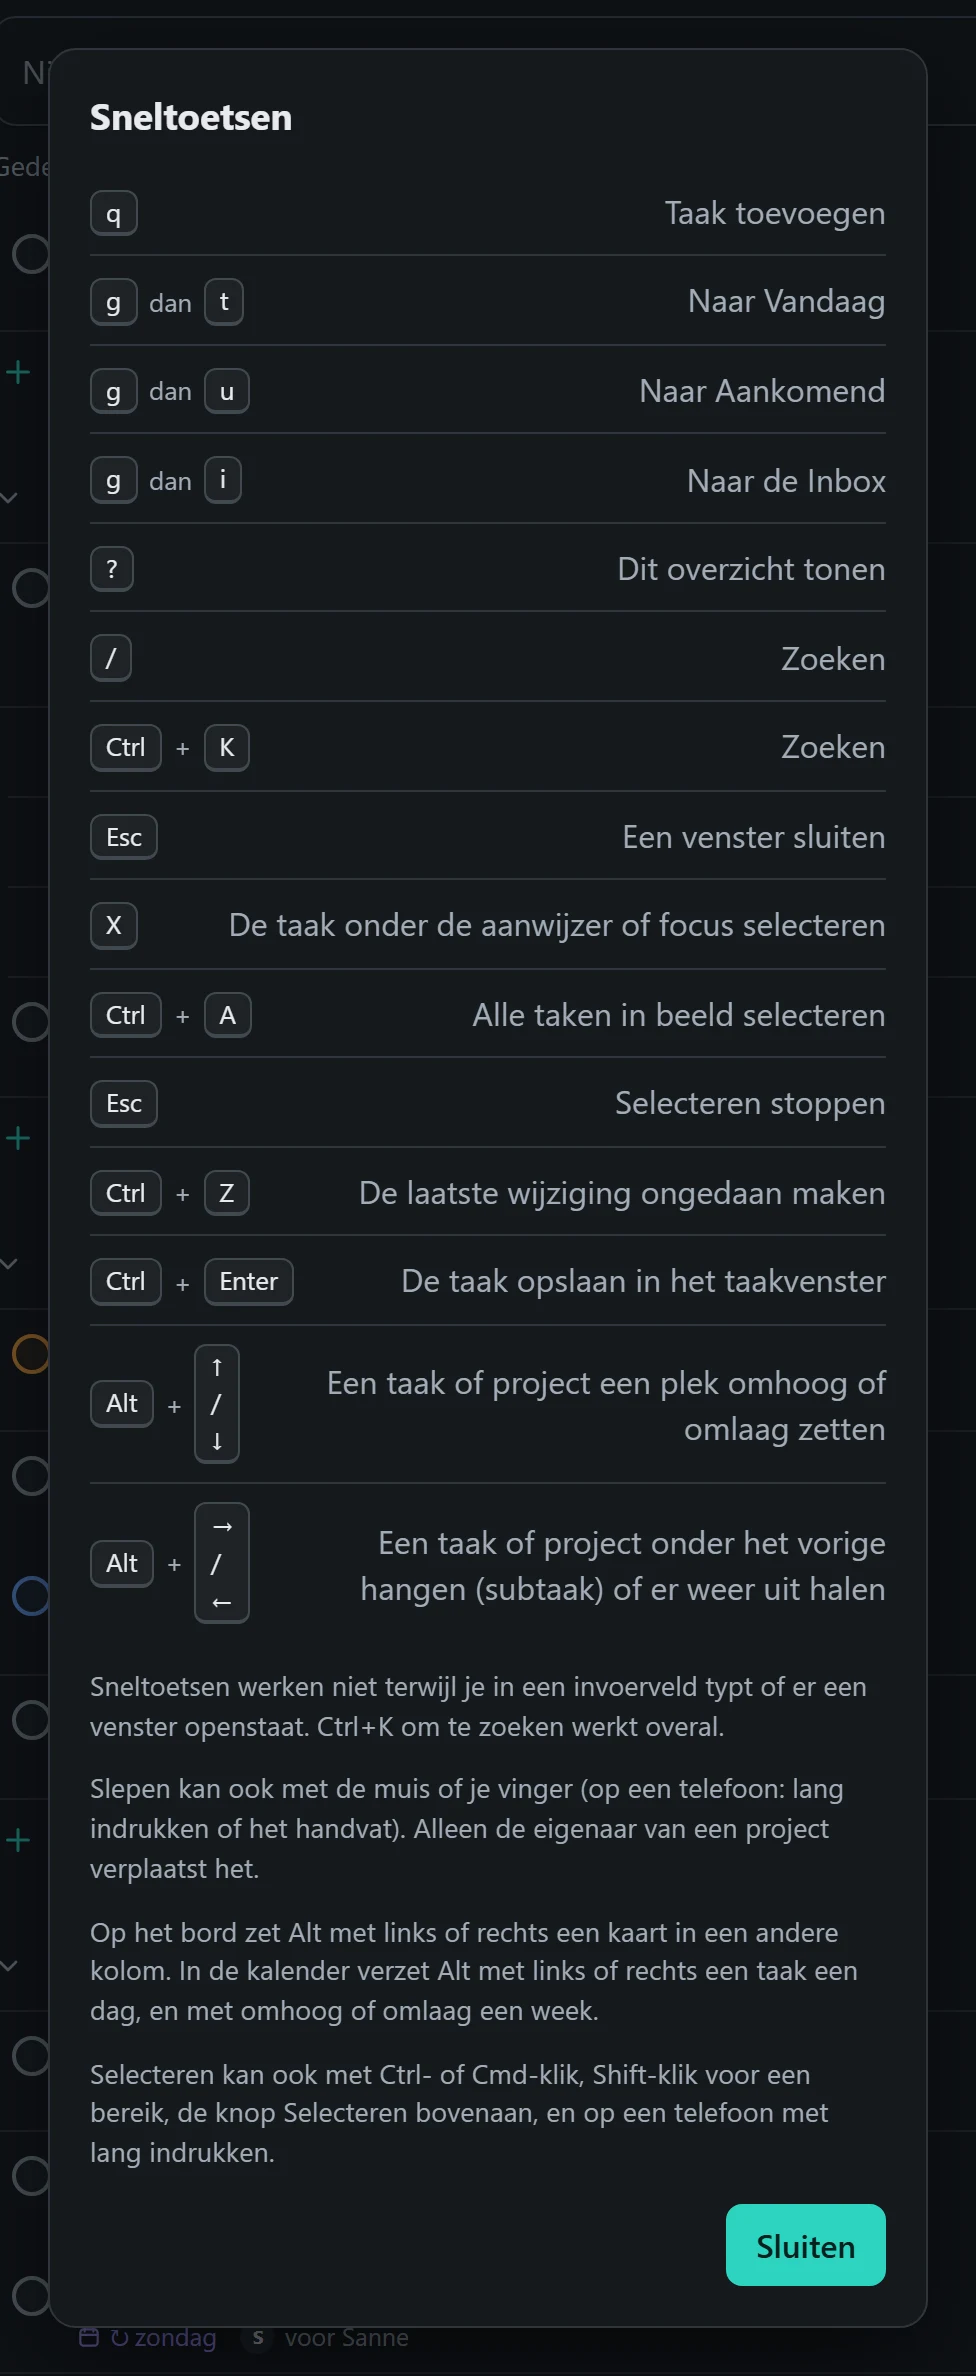 Gede
Sneltoetsen
q Taak toevoegen
g dan t Naar Vandaag
g dan u Naar Aankomend
g dan i Naar de Inbox
? Dit overzicht tonen
/ Zoeken
Ctrl + K Zoeken
Esc Een venster sluiten
X De taak onder de aanwijzer of focus selecteren
Ctrl + A Alle taken in beeld selecteren
Esc Selecteren stoppen
Ctrl + Z De laatste wijziging ongedaan maken
Ctrl + Enter De taak opslaan in het taakvenster
Alt + ↑ / ↓ Een taak of project een plek omhoog of
omlaag zetten
Alt + → / ← Een taak of project onder het vorige
hangen (subtaak) of er weer uit halen
Sneltoetsen werken niet terwijl je in een invoerveld typt of er een
venster openstaat. Ctrl+K om te zoeken werkt overal.
Slepen kan ook met de muis of je vinger (op een telefoon: lang
indrukken of het handvat). Alleen de eigenaar van een project
verplaatst het.
Op het bord zet Alt met links of rechts een kaart in een andere
kolom. In de kalender verzet Alt met links of rechts een taak een
dag, en met omhoog of omlaag een week.
Selecteren kan ook met Ctrl- of Cmd-klik, Shift-klik voor een
bereik, de knop Selecteren bovenaan, en op een telefoon met
lang indrukken.
Sluiten
↻ zondag S voor Sanne